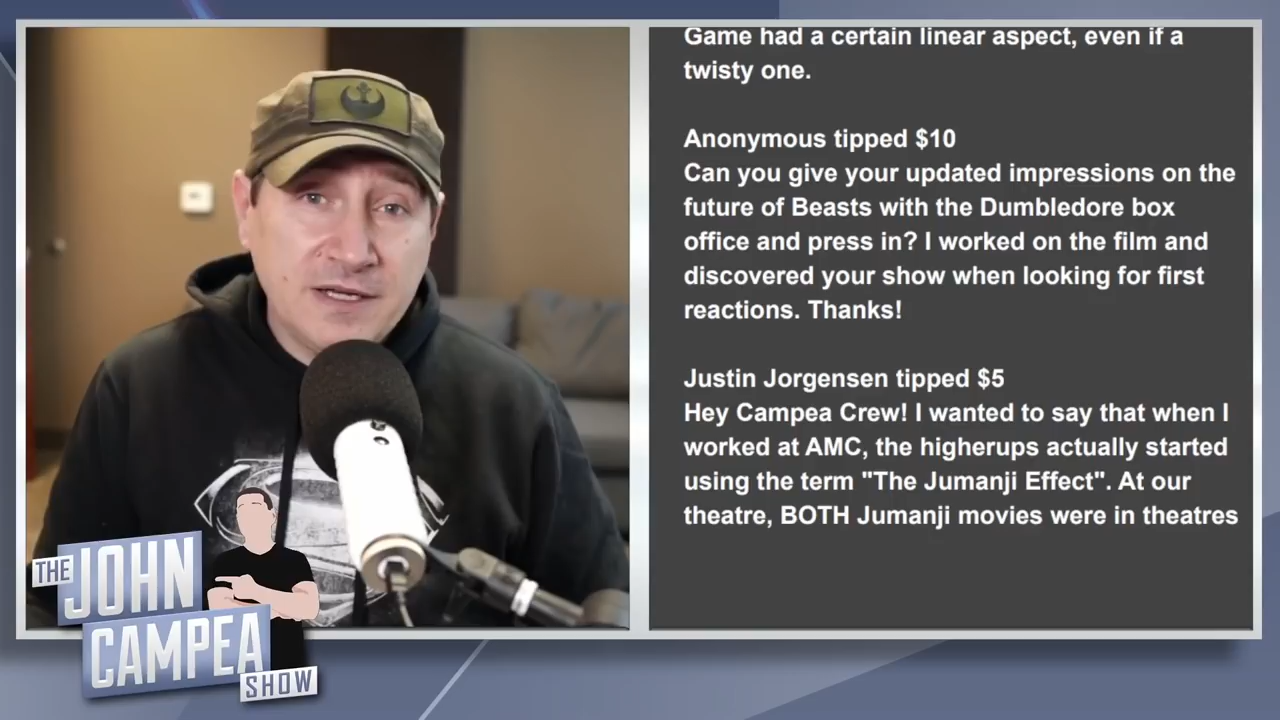 Game had a certain linear aspect, even if a
twisty one.
Anonymous tipped $10
Can you give your updated impressions on the
future of Beasts with the Dumbledore box
office and press in? I worked on the film and
discovered your show when looking for first
reactions. Thanks!
Justin Jorgensen tipped $5
Hey Campea Crew! I wanted to say that when I
worked at AMC, the higherups actually started
using the term "The Jumanji Effect". At our
theatre, BOTH Jumanji movies were in theatres
THE
JOHN
CAMPEA
SHOW